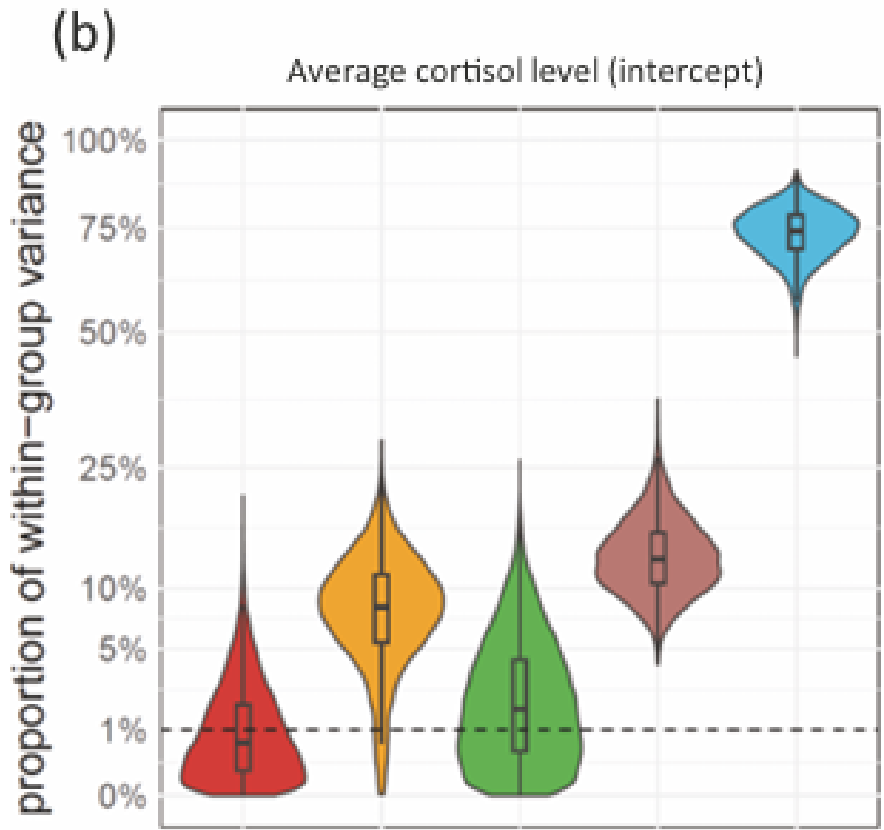 (b)
Average cortisol level (intercept)
proportion of within-group variance
100%
75%
50%
25%
10%
5%
1%
0%